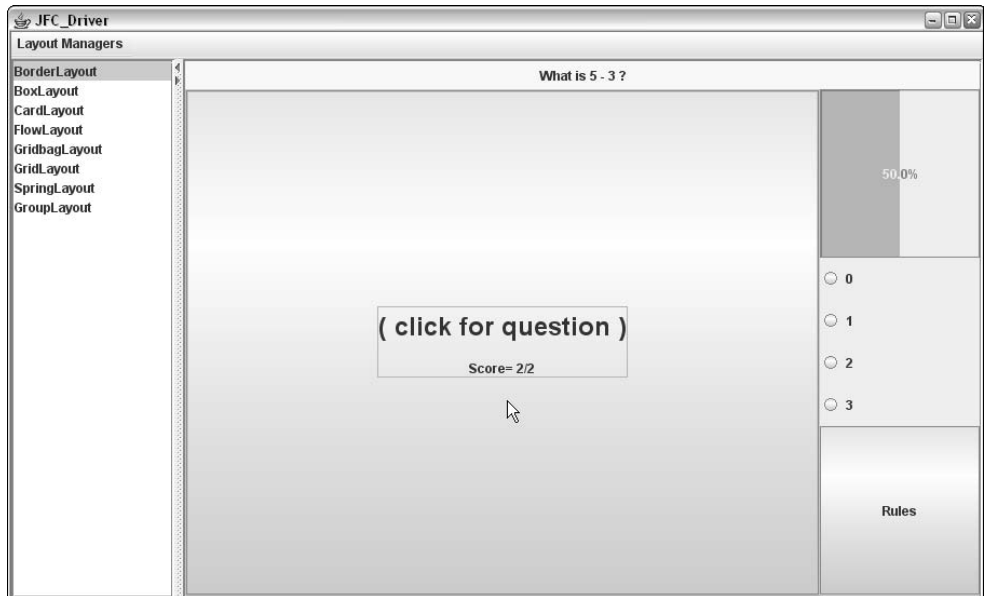 JFC_Driver
Layout Managers
BorderLayout
BoxLayout
CardLayout
FlowLayout
GridbagLayout
GridLayout
SpringLayout
GroupLayout
What is 5 - 3 ?
( click for question )
Score= 2/2
50.0%
0
1
2
3
Rules